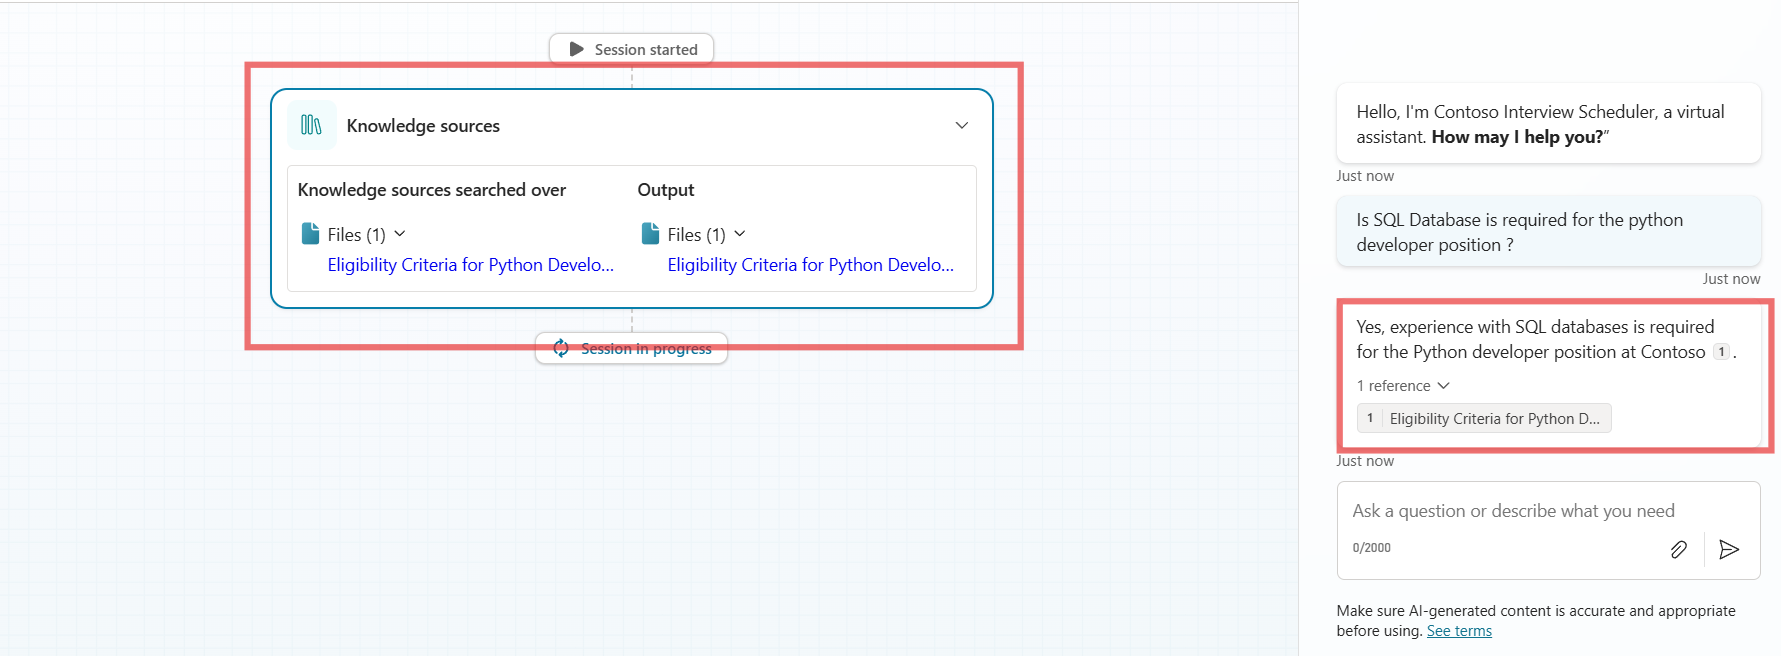 Session started
Knowledge sources
Knowledge sources searched over
Output
Files (1)
Files (1)
Eligibility Criteria for Python Develo...
Eligibility Criteria for Python Develo...
Session in progress
Hello, I'm Contoso Interview Scheduler, a virtual
assistant. How may I help you?”
Just now
Is SQL Database is required for the python
developer position ?
Just now
Yes, experience with SQL databases is required
for the Python developer position at Contoso 1 .
1 reference
1 Eligibility Criteria for Python D...
Just now
Ask a question or describe what you need
0/2000
Make sure AI-generated content is accurate and appropriate
before using. See terms